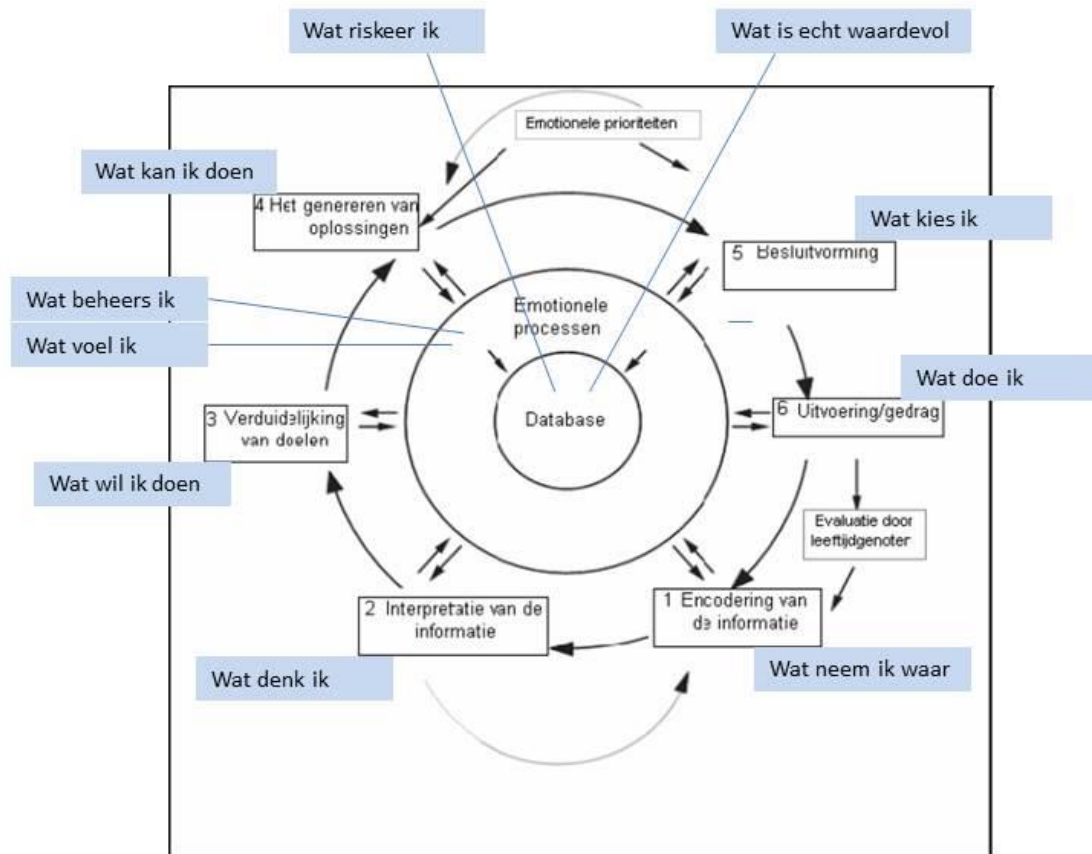 Wat riskeer ik
Wat is echt waardevol
Emotionele prioriteiten
Wat kan ik doen
4 Het genereren van
oplossingen
Wat kies ik
5 Besluitvorming
Wat beheers ik
Emotionele
processen
Wat voel ik
Wat doe ik
3 Verduidelijking
van doelen
Database
6 Uitvoering/gedrag
Wat wil ik doen
Evaluatie door
leeftijdgenoter
2 Interpretatie van de
informatie
1 Encodering van
de informatie
Wat denk ik
Wat neem ik waar